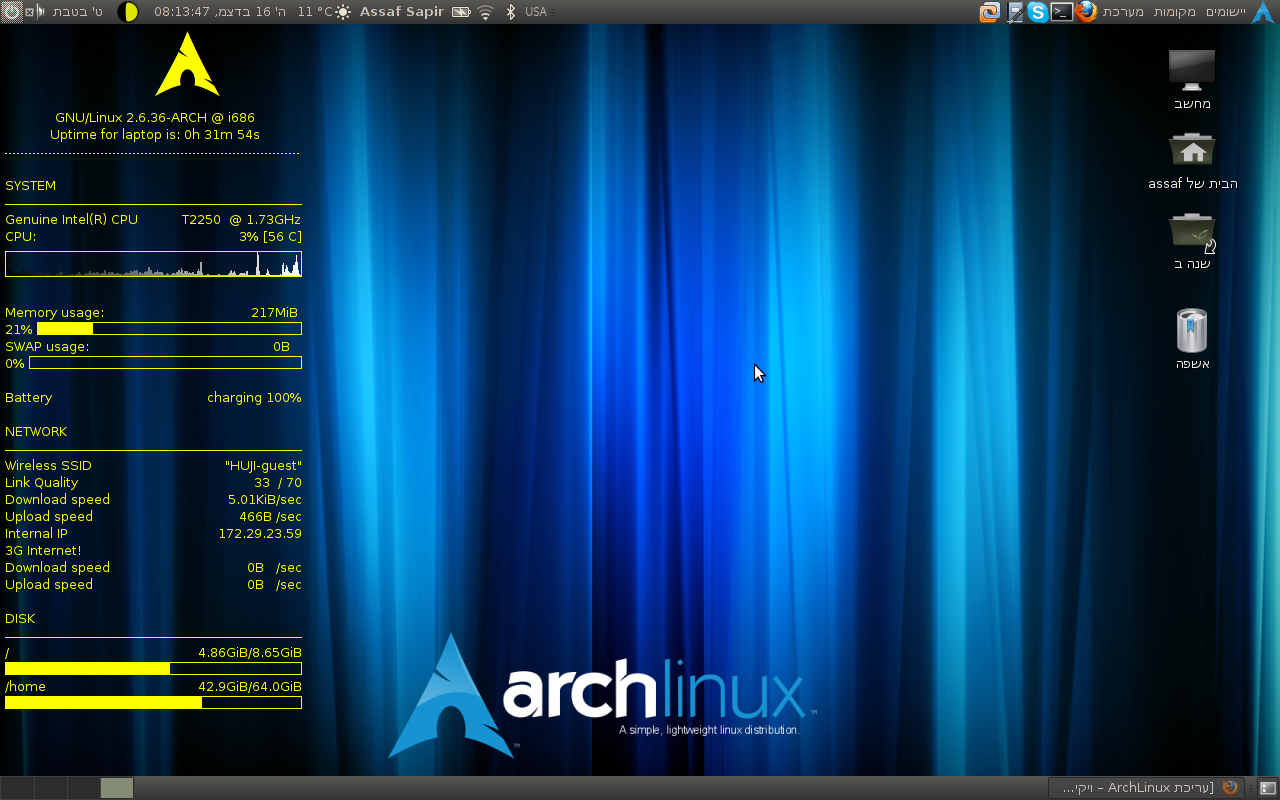 ט' בטבת
08:13:47 ה' 16 בדצמ,
11 °C
Assaf Sapir
USA
יישומים מקומות מערכת
GNU/Linux 2.6.36-ARCH @ i686
Uptime for laptop is: 0h 31m 54s
SYSTEM
Genuine Intel(R) CPU T2250 @ 1.73GHz
CPU: 3% [56 C]
Memory usage: 217MiB
21%
SWAP usage: 0B
0%
Battery charging 100%
NETWORK
Wireless SSID "HUJI-guest"
Link Quality 33 / 70
Download speed 5.01KiB/sec
Upload speed 466B /sec
Internal IP 172.29.23.59
3G Internet!
Download speed 0B /sec
Upload speed 0B /sec
DISK
/ 4.86GiB/8.65GiB
/home 42.9GiB/64.0GiB
מחשב
הבית של assaf
שנה ב
אשפה
archlinux™
A simple, lightweight linux distribution.
™
[עריכת ArchLinux – ויקי...